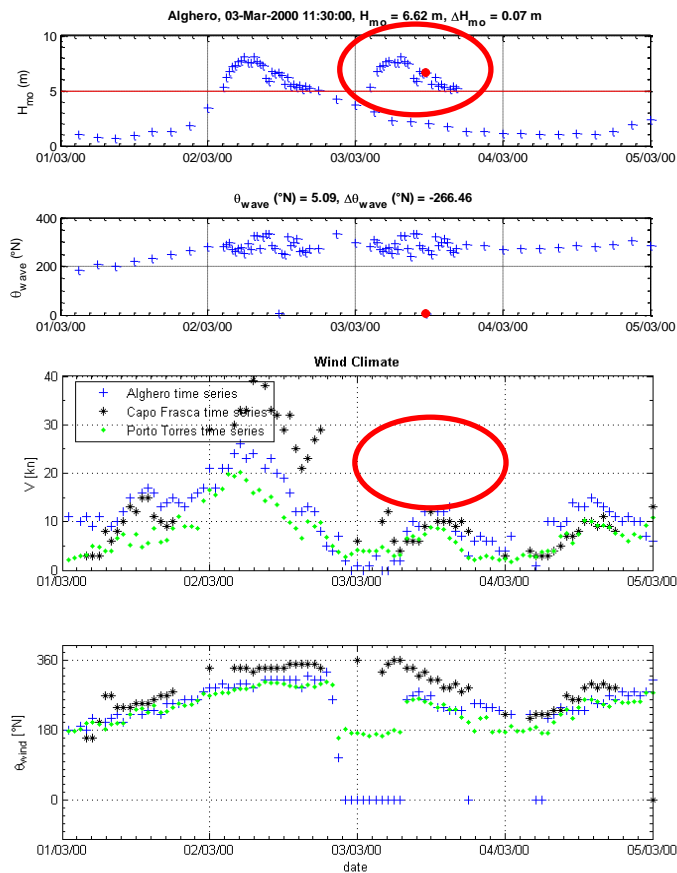 Alghero, 03-Mar-2000 11:30:00, Hmo = 6.62 m, ΔHmo = 0.07 m
10
5
0
Hmo (m)
01/03/00 02/03/00 03/03/00 04/03/00 05/03/00
θwave (°N) = 5.09, Δθwave (°N) = -266.46
400
200
0
θwave (°N)
01/03/00 02/03/00 03/03/00 04/03/00 05/03/00
Wind Climate
40
30
20
10
0
V [kn]
Alghero time series
Capo Frasca time series
Porto Torres time series
01/03/00 02/03/00 03/03/00 04/03/00 05/03/00
360
180
0
θwind [°N]
01/03/00 02/03/00 03/03/00 04/03/00 05/03/00
date